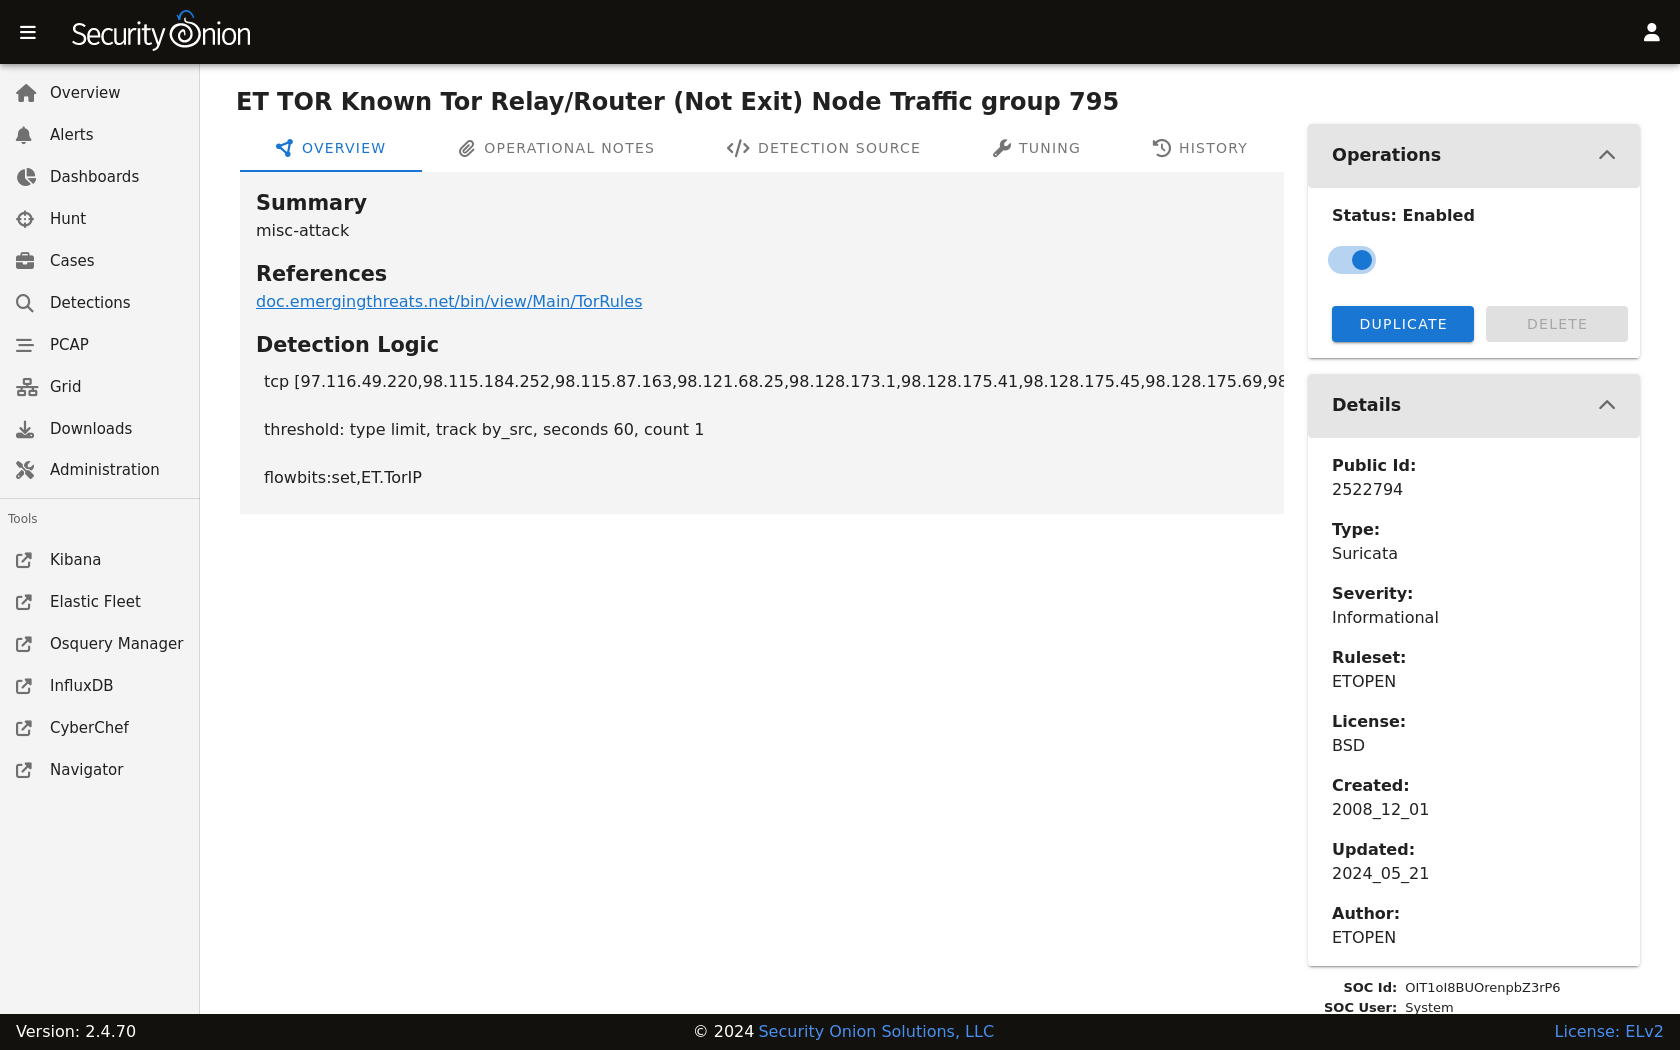 Security Onion
Overview
Alerts
Dashboards
Hunt
Cases
Detections
PCAP
Grid
Downloads
Administration
Tools
Kibana
Elastic Fleet
Osquery Manager
InfluxDB
CyberChef
Navigator
ET TOR Known Tor Relay/Router (Not Exit) Node Traffic group 795
OVERVIEW
OPERATIONAL NOTES
DETECTION SOURCE
TUNING
HISTORY
Summary
misc-attack
References
doc.emergingthreats.net/bin/view/Main/TorRules
Detection Logic
tcp [97.116.49.220,98.115.184.252,98.115.87.163,98.121.68.25,98.128.173.1,98.128.175.41,98.128.175.45,98.128.175.69,98
threshold: type limit, track by_src, seconds 60, count 1
flowbits:set,ET.TorIP
Operations
Status: Enabled
DUPLICATE
DELETE
Details
Public Id:
2522794
Type:
Suricata
Severity:
Informational
Ruleset:
ETOPEN
License:
BSD
Created:
2008_12_01
Updated:
2024_05_21
Author:
ETOPEN
SOC Id: OIT1oI8BUOrenpbZ3rP6
SOC User: System
Version: 2.4.70
© 2024 Security Onion Solutions, LLC
License: ELv2